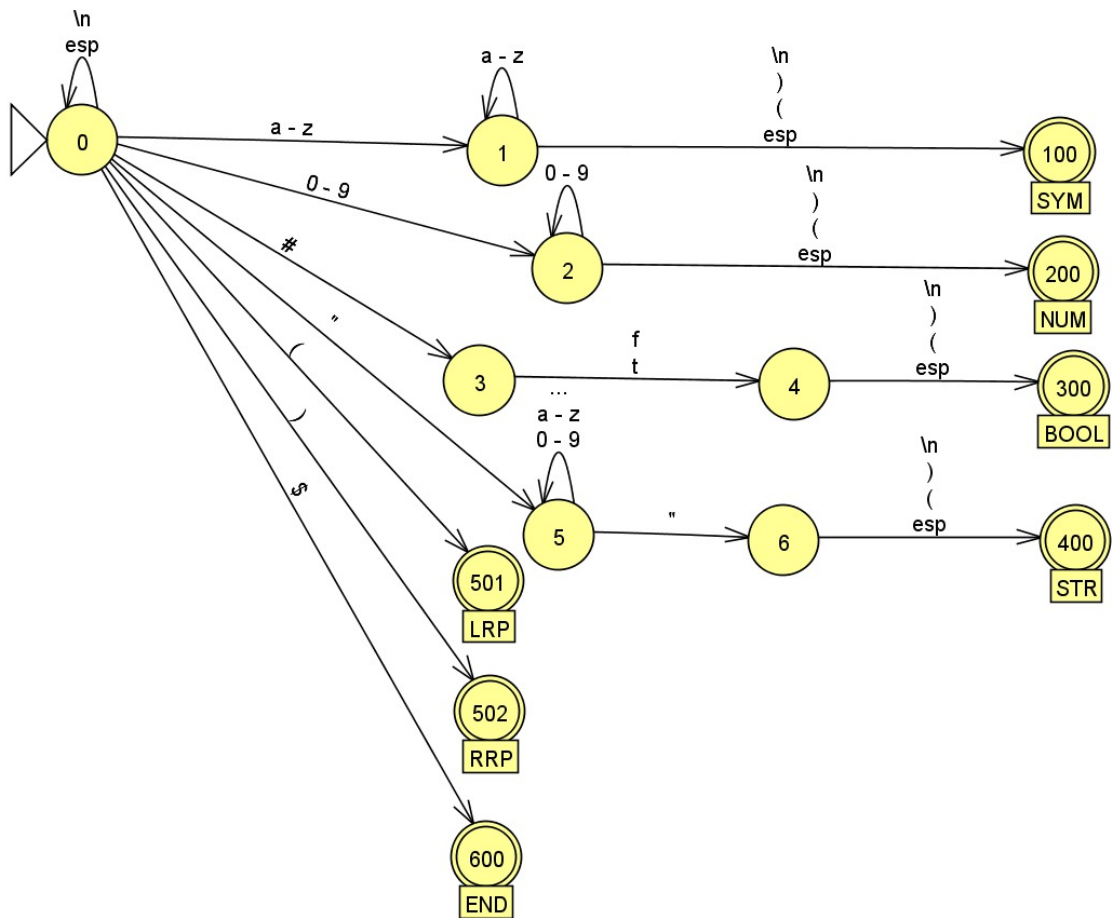 \n
esp
0
a - z
a - z
1
\n
)
(
esp
100
SYM
0 - 9
0 - 9
2
\n
)
(
esp
200
NUM
#
3
f
t
4
\n
)
(
esp
300
BOOL
"
...
a - z
0 - 9
5
"
6
\n
)
(
esp
400
STR
(
501
LRP
)
502
RRP
$
600
END